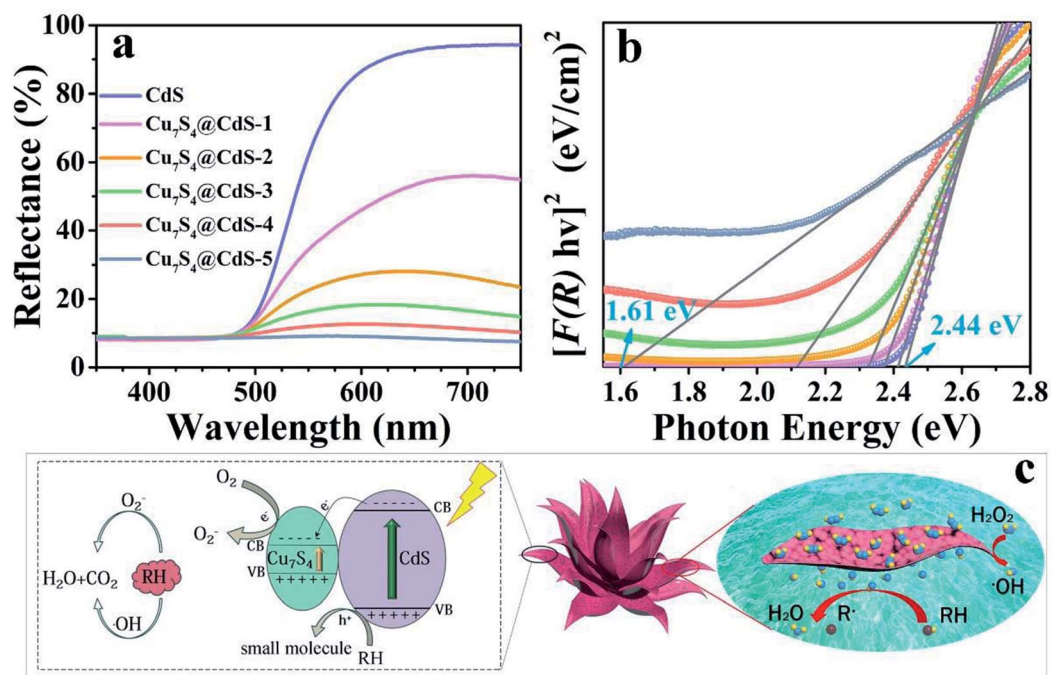 a
100
80
60
40
20
0
Reflectance (%)
CdS
Cu₇S₄@CdS-1
Cu₇S₄@CdS-2
Cu₇S₄@CdS-3
Cu₇S₄@CdS-4
Cu₇S₄@CdS-5
400 500 600 700
Wavelength (nm)
b
[F(R) hv]² (eV/cm)²
1.61 eV
2.44 eV
1.6 1.8 2.0 2.2 2.4 2.6 2.8
Photon Energy (eV)
c
O₂⁻
H₂O+CO₂
RH
·OH
O₂
O₂⁻
e⁻
e⁻
CB
Cu₇S₄
VB
+ + + + +
CB
CdS
VB
+ + + +
h⁺
small molecule
RH
H₂O₂
·OH
H₂O
R·
RH